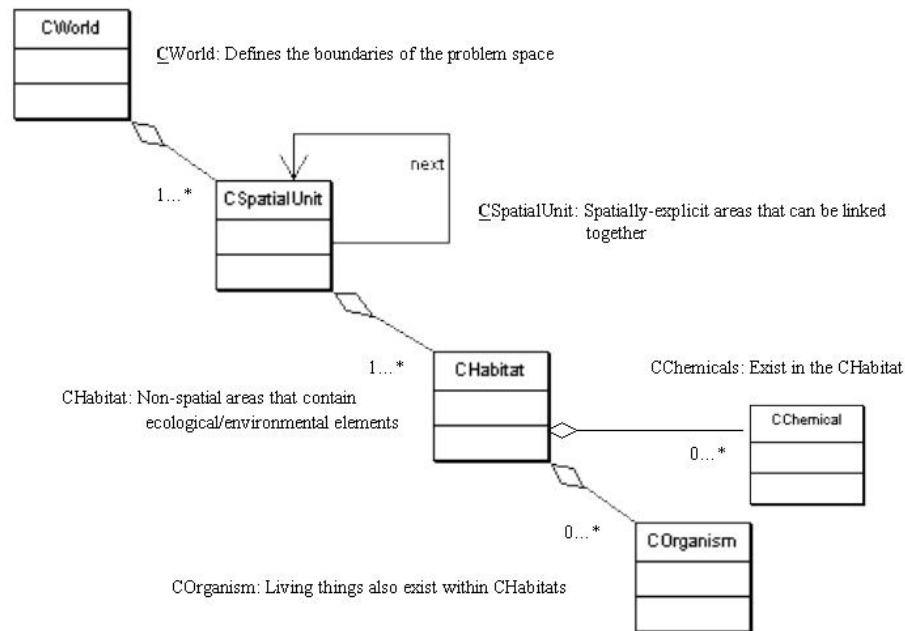 CWorld
CWorld: Defines the boundaries of the problem space
next
1...*
CSpatialUnit
CSpatialUnit: Spatially-explicit areas that can be linked
together
1...*
CHabitat
CChemicals: Exist in the CHabitat
CHabitat: Non-spatial areas that contain
ecological/environmental elements
CChemical
0...*
0...*
COrganism
COrganism: Living things also exist within CHabitats